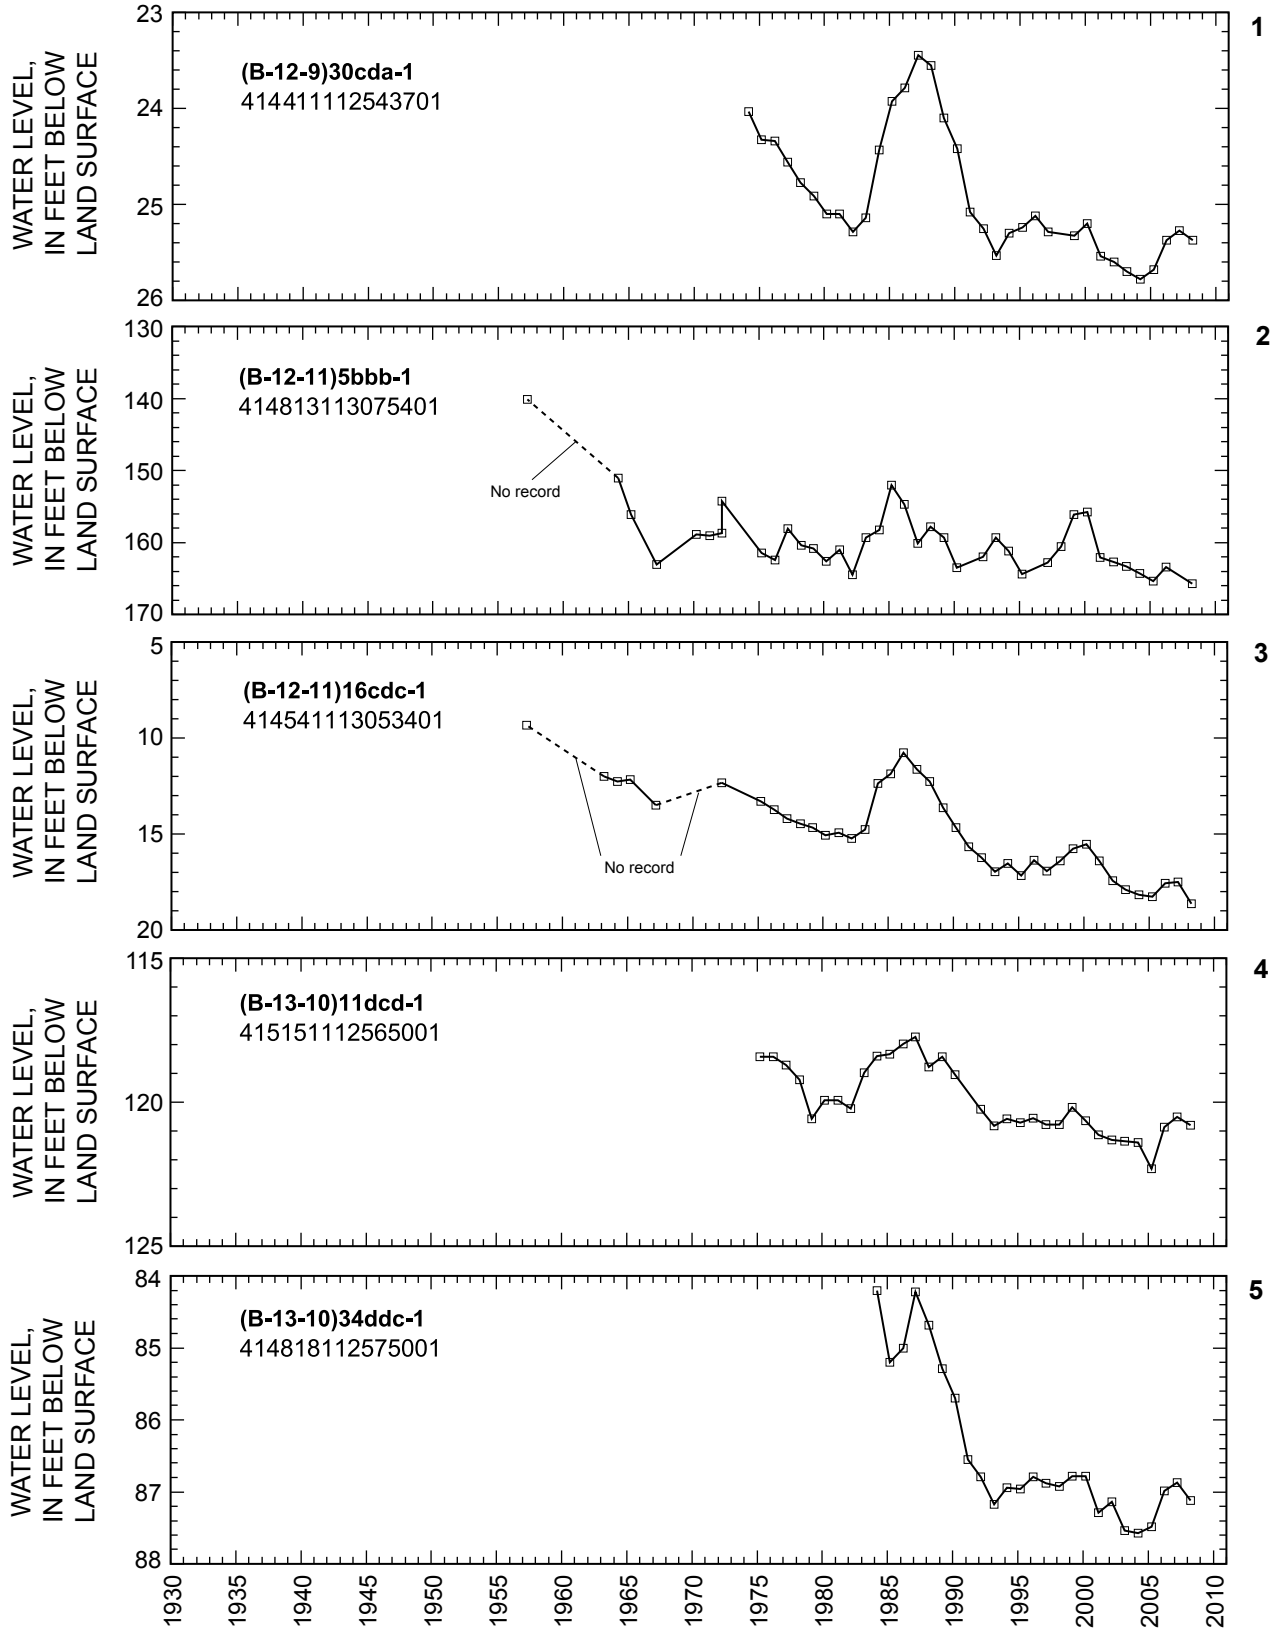 1
WATER LEVEL,
IN FEET BELOW
LAND SURFACE
23
24
25
26
(B-12-9)30cda-1
414411112543701
2
WATER LEVEL,
IN FEET BELOW
LAND SURFACE
130
140
150
160
170
(B-12-11)5bbb-1
414813113075401
No record
3
WATER LEVEL,
IN FEET BELOW
LAND SURFACE
5
10
15
20
(B-12-11)16cdc-1
414541113053401
No record
4
WATER LEVEL,
IN FEET BELOW
LAND SURFACE
115
120
125
(B-13-10)11dcd-1
415151112565001
5
WATER LEVEL,
IN FEET BELOW
LAND SURFACE
84
85
86
87
88
(B-13-10)34ddc-1
414818112575001
1930 1935 1940 1945 1950 1955 1960 1965 1970 1975 1980 1985 1990 1995 2000 2005 2010